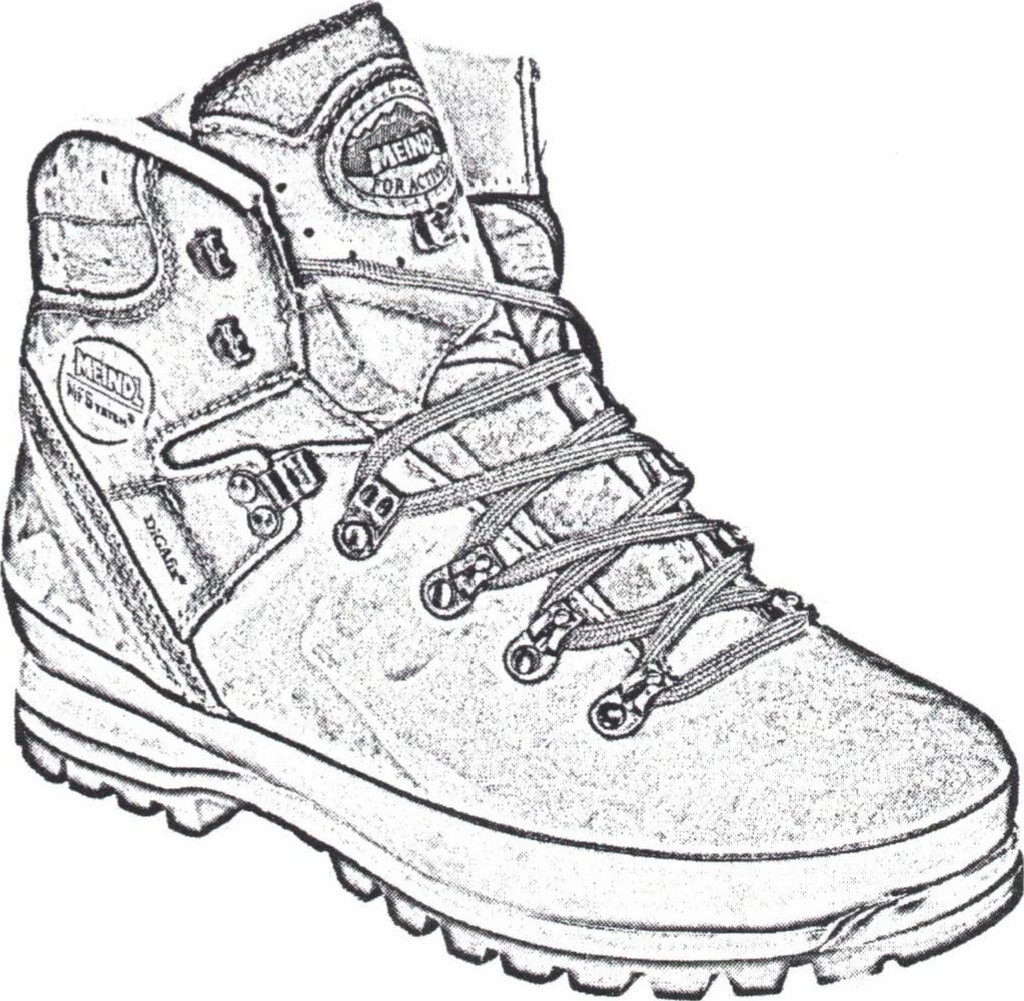 MEINDL
FOR ACTIVE
MEINDL
MFS SYSTEM®
DiGAfix®